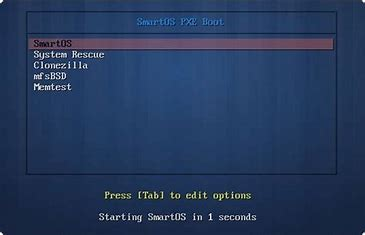 SmartOS PXE Boot
SmartOS
System Rescue
Clonezilla
mfsBSD
Memtest
Press [Tab] to edit options
Starting SmartOS in 1 seconds